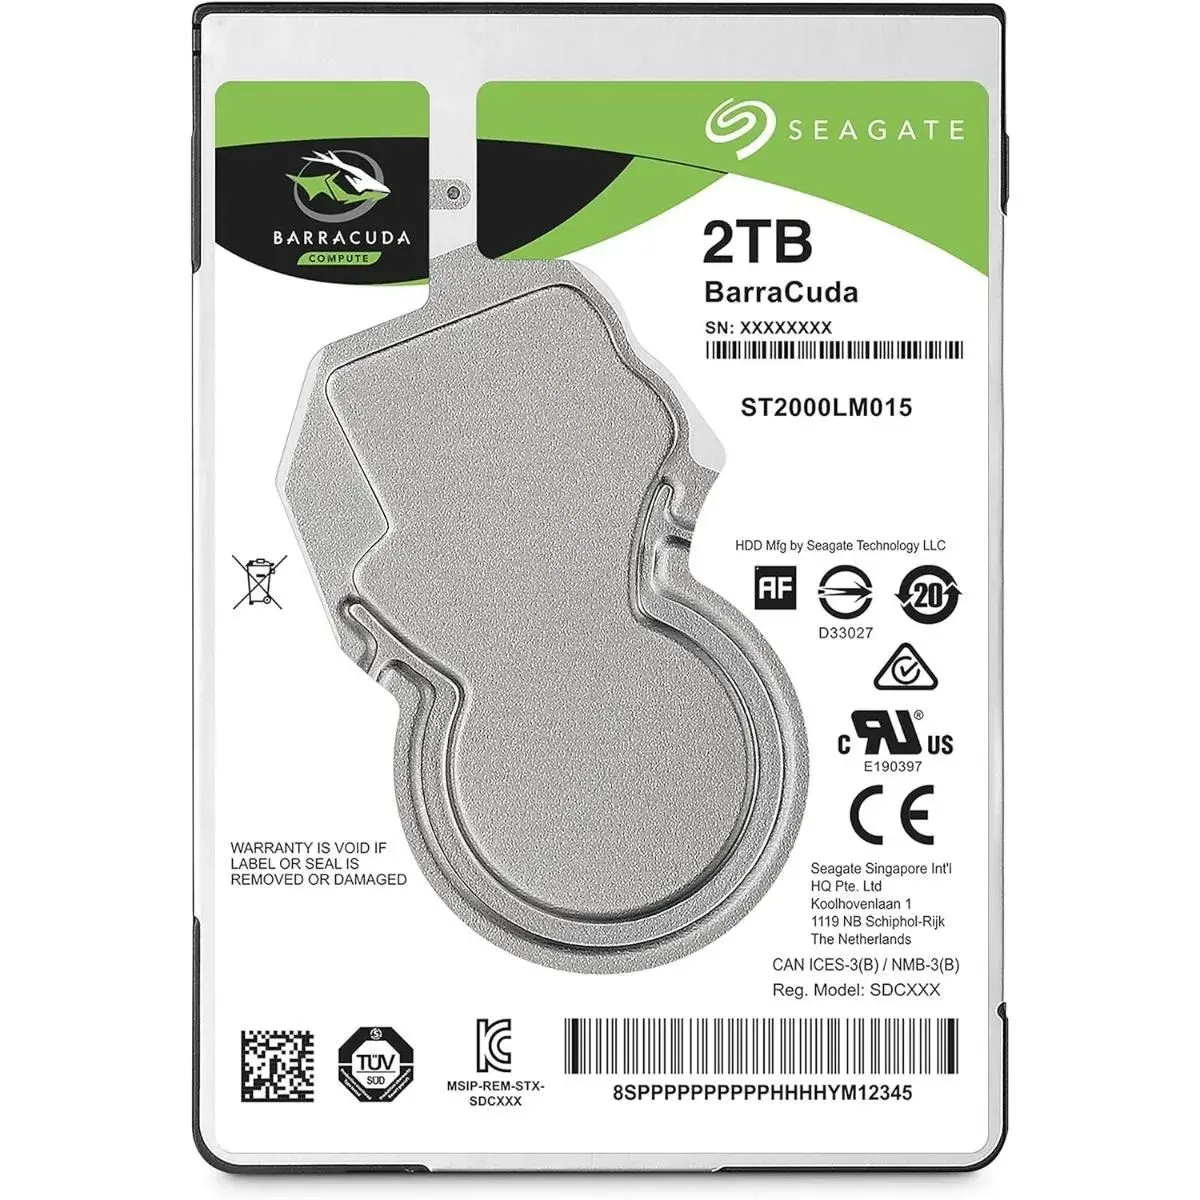 SEAGATE
BARRACUDA
COMPUTE
2TB
BarraCuda
SN: XXXXXXXX
ST2000LM015
HDD Mfg by Seagate Technology LLC
AF
20
D33027
C UL US
®
E190397
CE
WARRANTY IS VOID IF
LABEL OR SEAL IS
REMOVED OR DAMAGED
Seagate Singapore Int'l
HQ Pte. Ltd
Koolhovenlaan 1
1119 NB Schiphol-Rijk
The Netherlands
CAN ICES-3(B) / NMB-3(B)
Reg. Model: SDCXXX
TÜV
SÜD
MSIP-REM-STX-
SDCXXX
8SPPPPPPPPPPPHHHHYM12345